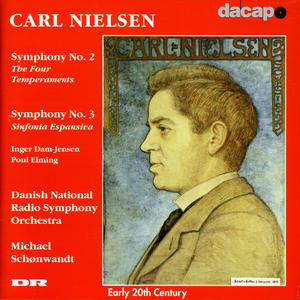 CARL NIELSEN
dacapo
Symphony No. 2
The Four
Temperaments
Symphony No. 3
Sinfonia Espansiva
Inger Dam-Jensen
Poul Elming
Danish National
Radio Symphony
Orchestra
Michael
Schønwandt
DR
CARL NIELSEN
Early 20th Century